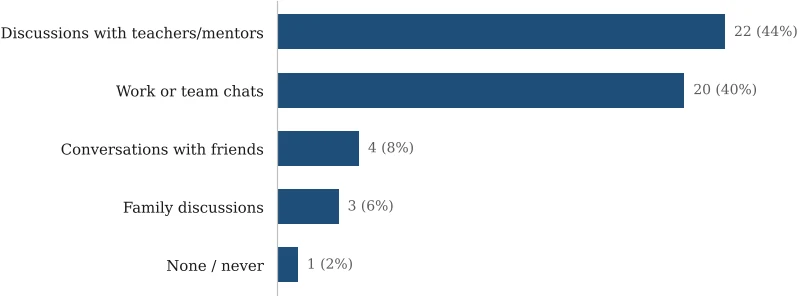 Discussions with teachers/mentors 22 (44%)
Work or team chats 20 (40%)
Conversations with friends 4 (8%)
Family discussions 3 (6%)
None / never 1 (2%)